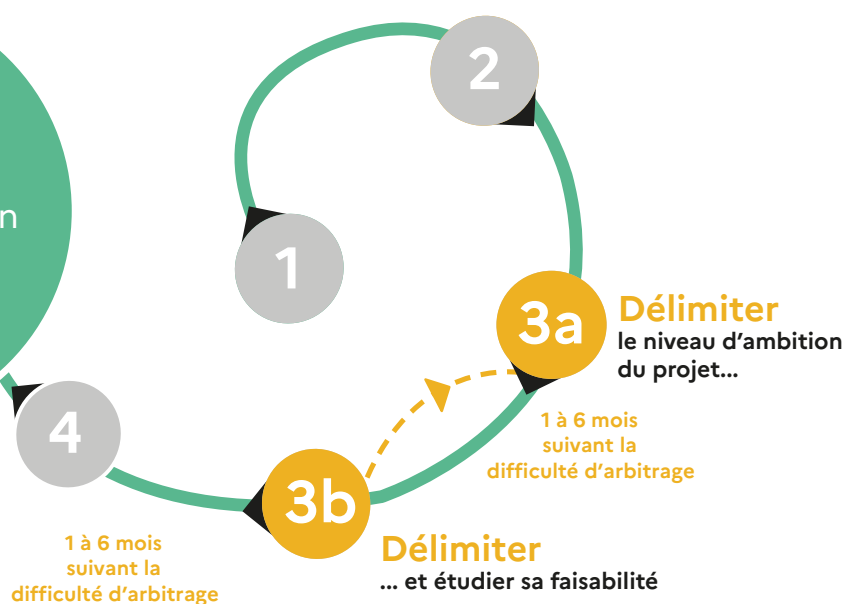 2
n
1
3a
Délimiter
le niveau d’ambition
du projet...
1 à 6 mois
suivant la
difficulté d’arbitrage
4
3b
Délimiter
... et étudier sa faisabilité
1 à 6 mois
suivant la
difficulté d’arbitrage